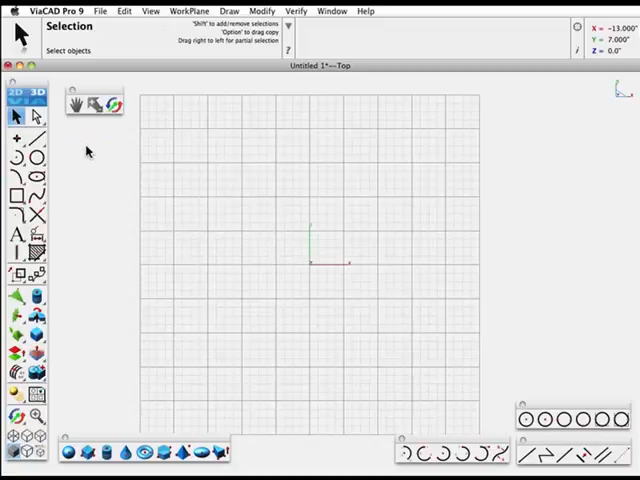 ViaCAD Pro 9 File Edit View WorkPlane Draw Modify Verify Window Help
Selection
'Shift' to add/remove selections
'Option' to drag copy
Drag right to left for partial selection
Select objects
X = -13.000"
Y = 7.000"
Z = 0.0"
Untitled 1*--Top
2D 3D
VIA
A